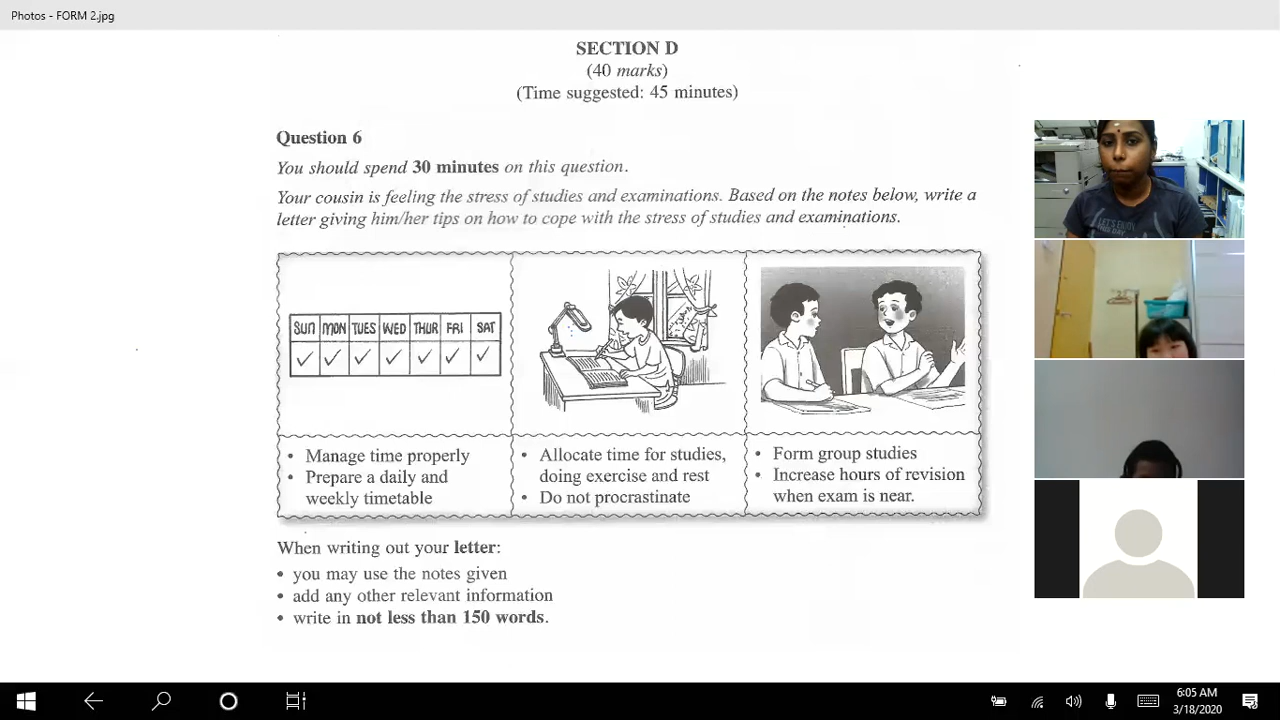 Photos - FORM 2.jpg
SECTION D
(40 marks)
(Time suggested: 45 minutes)
Question 6
You should spend 30 minutes on this question.
Your cousin is feeling the stress of studies and examinations. Based on the notes below, write a
letter giving him/her tips on how to cope with the stress of studies and examinations.
SUN MON TUES WED THUR FRI SAT
• Manage time properly
• Prepare a daily and
weekly timetable
• Allocate time for studies,
doing exercise and rest
• Do not procrastinate
• Form group studies
• Increase hours of revision
when exam is near.
When writing out your letter:
• you may use the notes given
• add any other relevant information
• write in not less than 150 words.
LET'S ENJOY
6:05 AM
3/18/2020